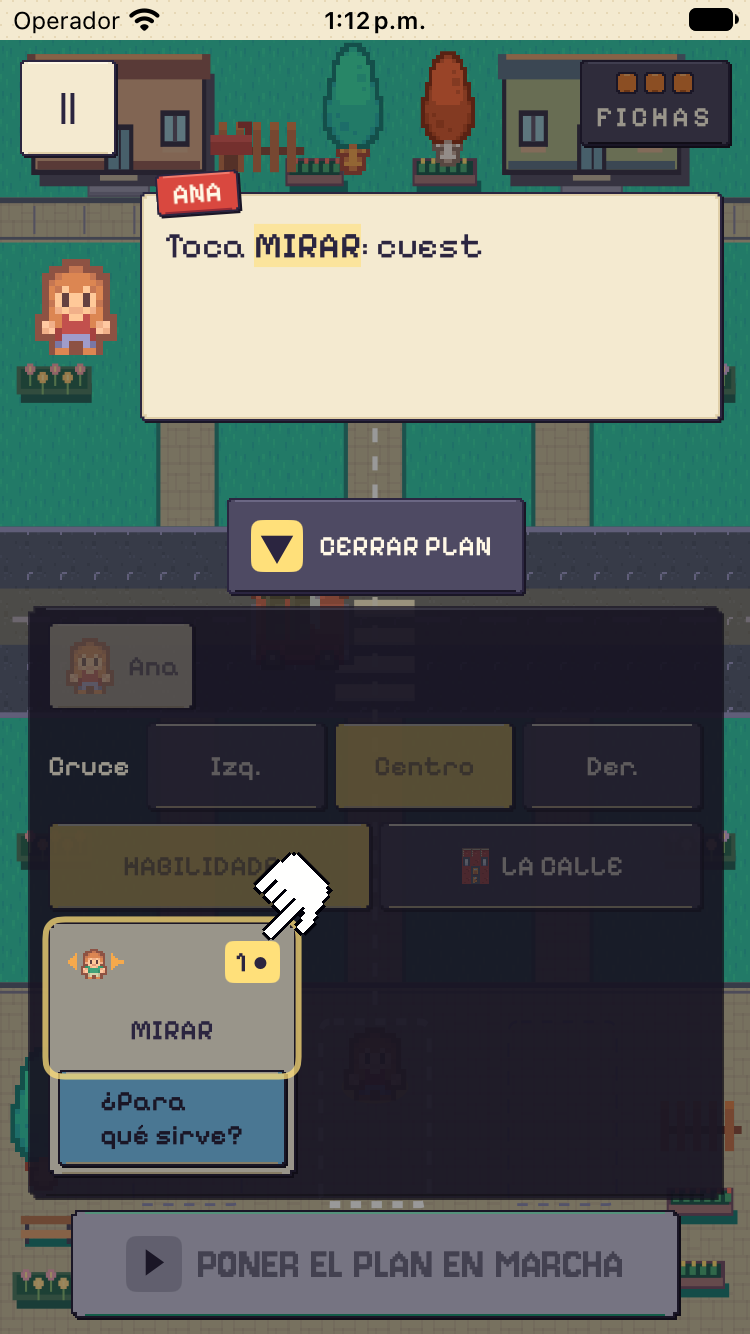 Operador
1:12 p.m.
FICHAS
ANA
Toca MIRAR: cuest
CERRAR PLAN
Ana
Cruce
Izq.
Centro
Der.
HABILIDADE
LA CALLE
1
MIRAR
¿Para
qué sirve?
PONER EL PLAN EN MARCHA